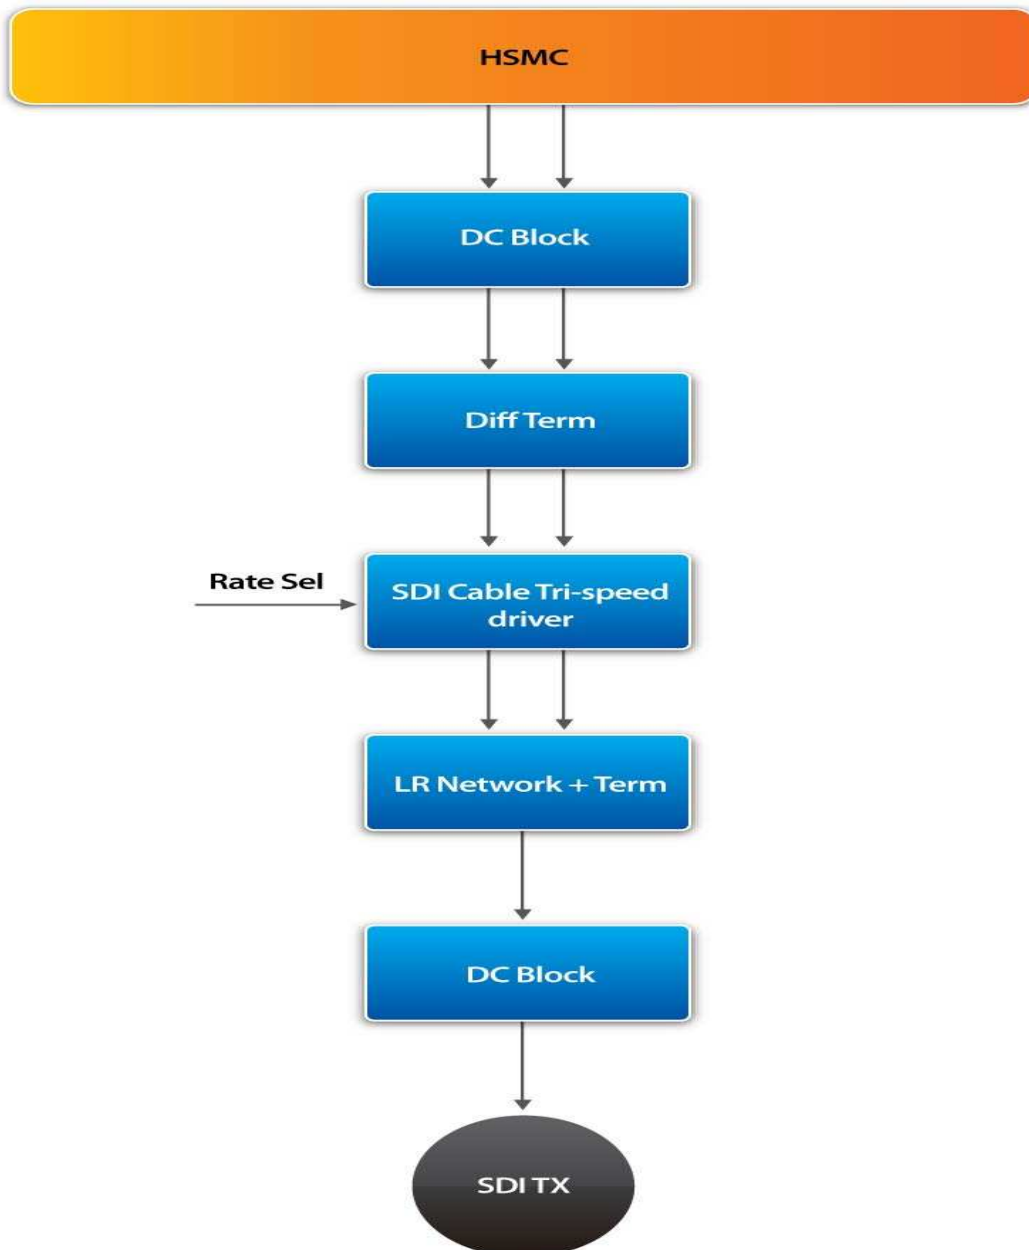 HSMC
DC Block
Diff Term
Rate Sel
SDI Cable Tri-speed
driver
LR Network + Term
DC Block
SDI TX